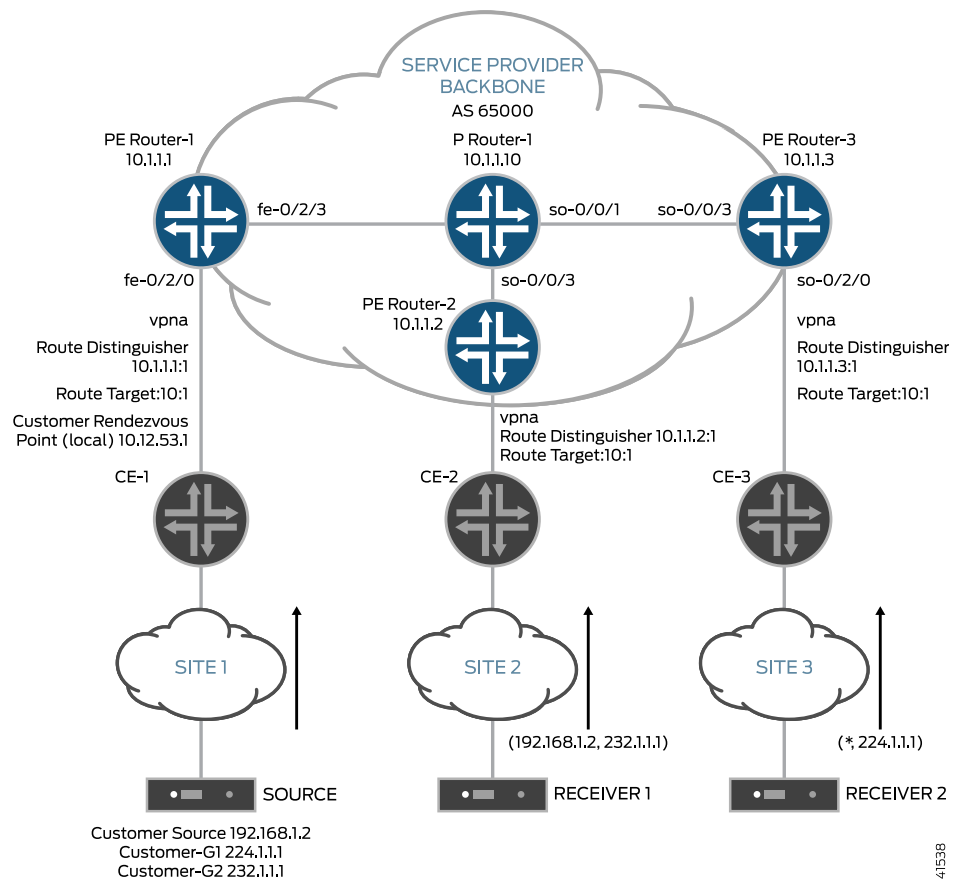 SERVICE PROVIDER
BACKBONE
AS 65000
PE Router-1
10.1.1.1
P Router-1
10.1.1.10
PE Router-3
10.1.1.3
fe-0/2/3
so-0/0/1
so-0/0/3
fe-0/2/0
so-0/0/3
so-0/2/0
PE Router-2
10.1.1.2
vpna
Route Distinguisher
10.1.1.1:1
Route Target:10:1
Customer Rendezvous
Point (local) 10.12.53.1
vpna
Route Distinguisher 10.1.1.2:1
Route Target:10:1
vpna
Route Distinguisher
10.1.1.3:1
Route Target:10:1
CE-1
CE-2
CE-3
SITE 1
SITE 2
SITE 3
(192.168.1.2, 232.1.1.1)
(*, 224.1.1.1)
SOURCE
RECEIVER 1
RECEIVER 2
Customer Source 192.168.1.2
Customer-G1 224.1.1.1
Customer-G2 232.1.1.1
41538